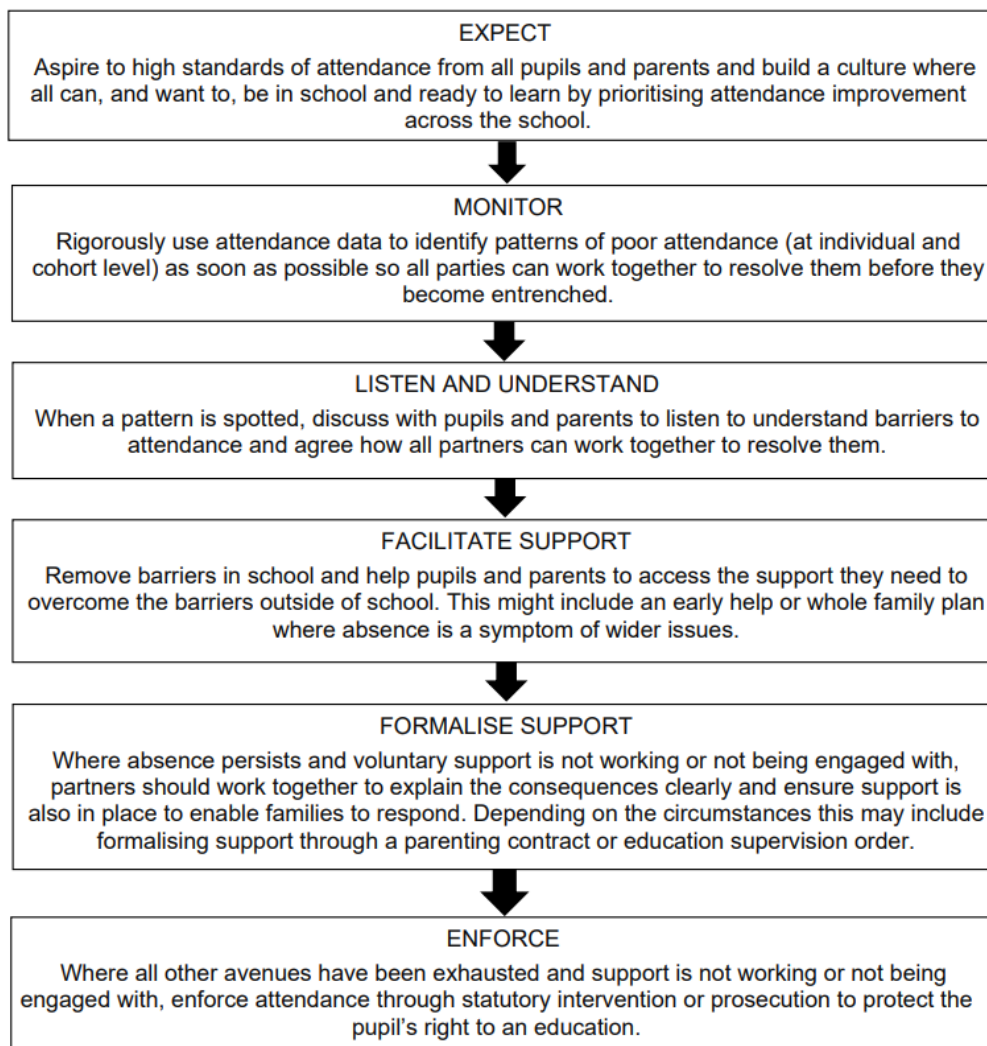 EXPECT
Aspire to high standards of attendance from all pupils and parents and build a culture where
all can, and want to, be in school and ready to learn by prioritising attendance improvement
across the school.
MONITOR
Rigorously use attendance data to identify patterns of poor attendance (at individual and
cohort level) as soon as possible so all parties can work together to resolve them before they
become entrenched.
LISTEN AND UNDERSTAND
When a pattern is spotted, discuss with pupils and parents to listen to understand barriers to
attendance and agree how all partners can work together to resolve them.
FACILITATE SUPPORT
Remove barriers in school and help pupils and parents to access the support they need to
overcome the barriers outside of school. This might include an early help or whole family plan
where absence is a symptom of wider issues.
FORMALISE SUPPORT
Where absence persists and voluntary support is not working or not being engaged with,
partners should work together to explain the consequences clearly and ensure support is
also in place to enable families to respond. Depending on the circumstances this may include
formalising support through a parenting contract or education supervision order.
ENFORCE
Where all other avenues have been exhausted and support is not working or not being
engaged with, enforce attendance through statutory intervention or prosecution to protect the
pupil's right to an education.